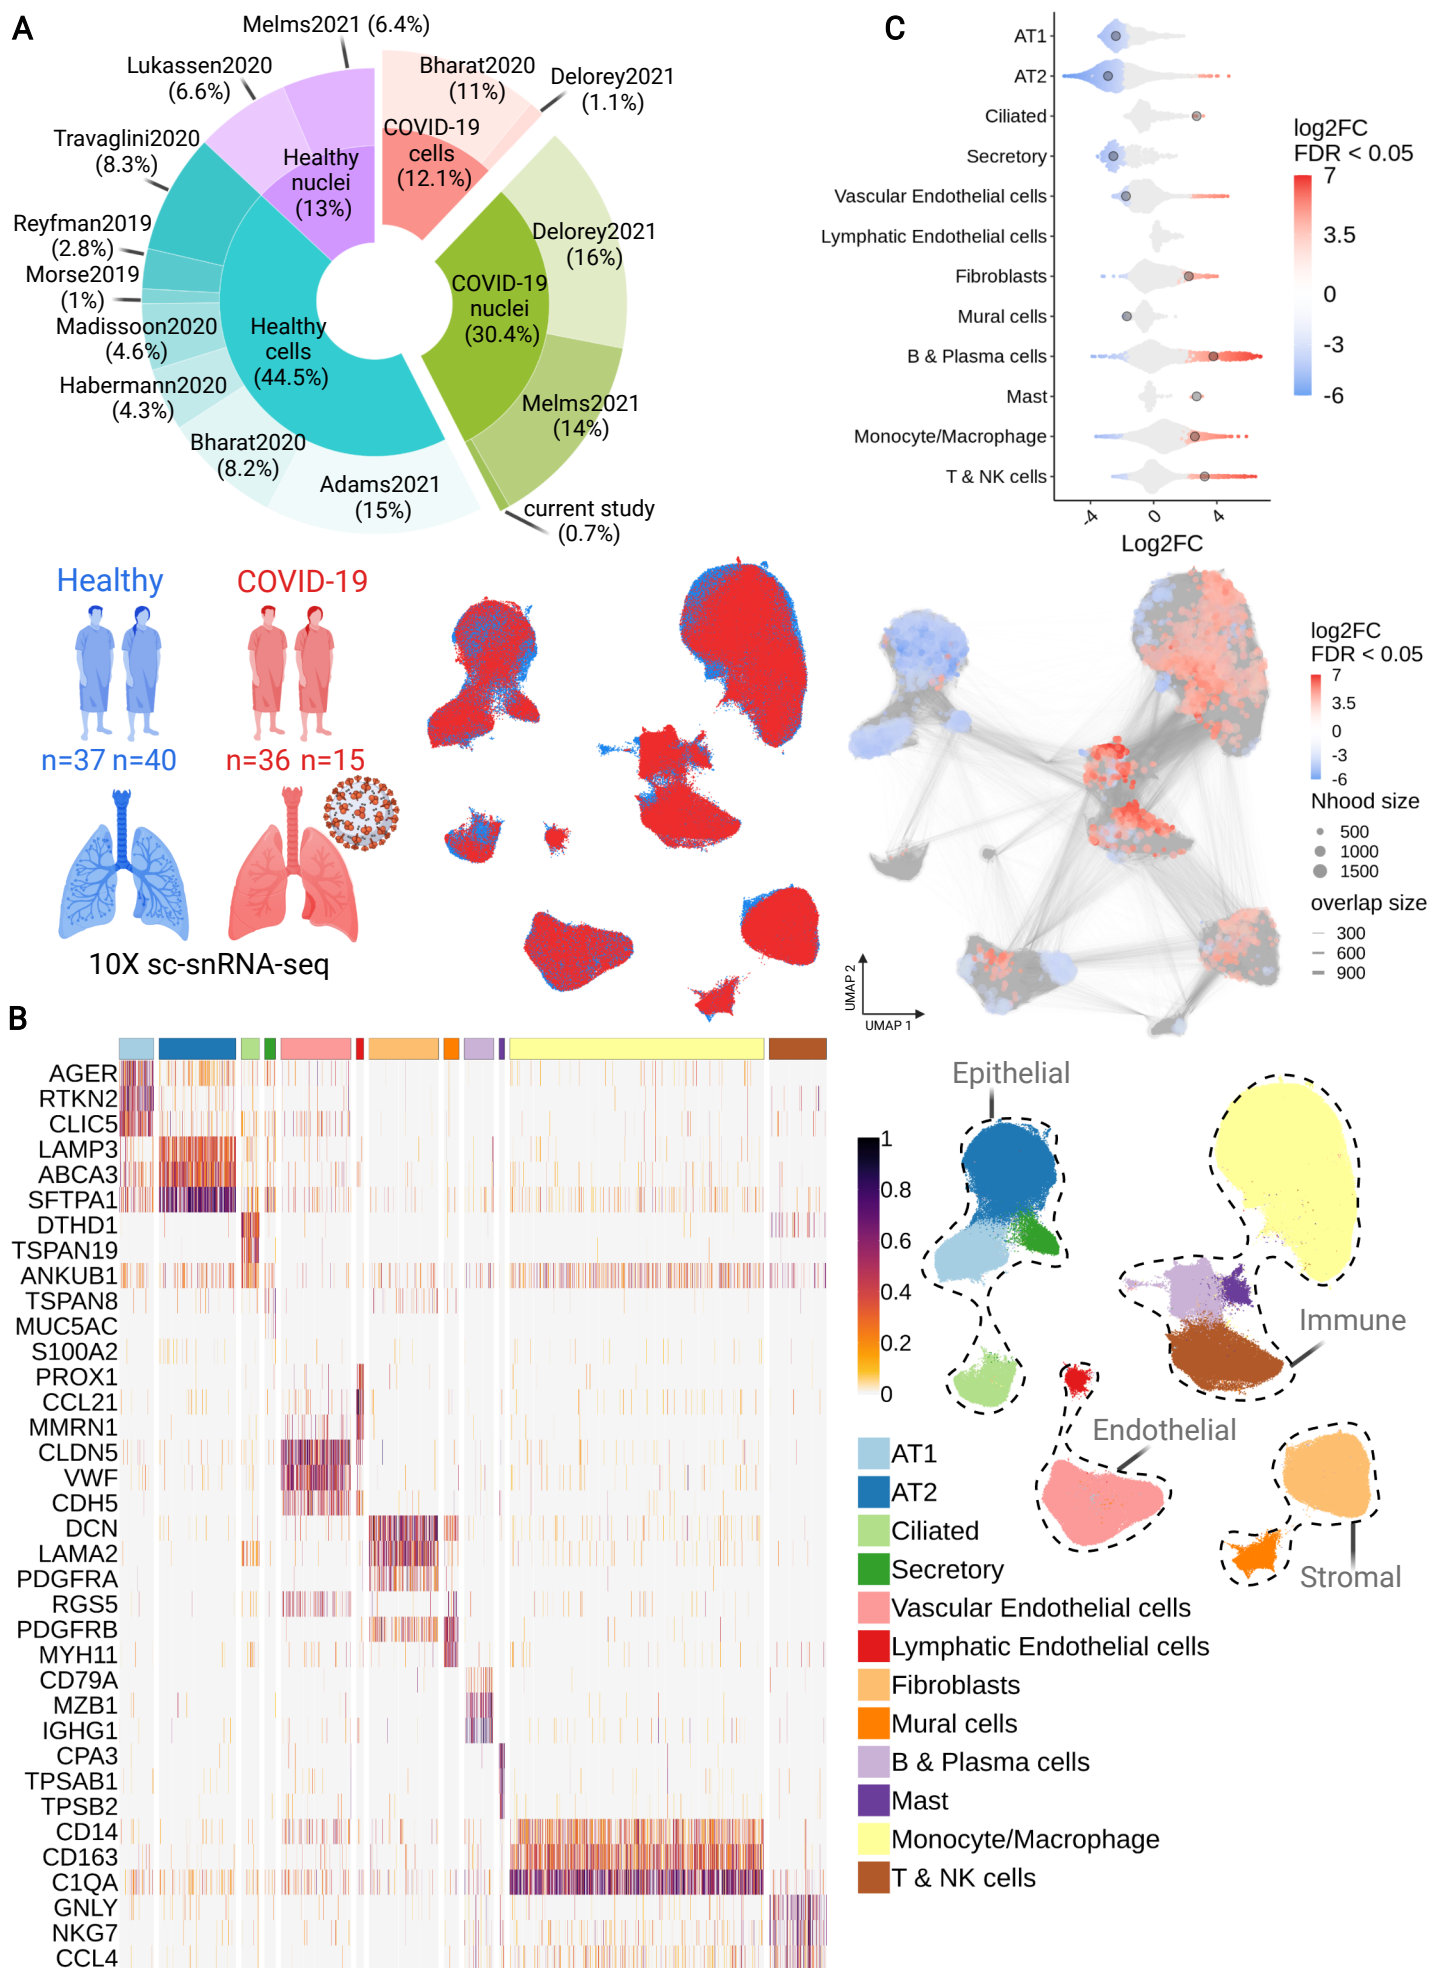 A
Melms2021 (6.4%)
Lukassen2020
(6.6%)
Travaglini2020
(8.3%)
Reyfman2019
(2.8%)
Morse2019
(1%)
Madissoon2020
(4.6%)
Habermann2020
(4.3%)
Bharat2020
(8.2%)
Adams2021
(15%)
Bharat2020
(11%)
Delorey2021
(1.1%)
COVID-19
cells
(12.1%)
Healthy
nuclei
(13%)
Delorey2021
(16%)
COVID-19
nuclei
(30.4%)
Healthy
cells
(44.5%)
Melms2021
(14%)
current study
(0.7%)
Healthy
COVID-19
n=37 n=40
n=36 n=15
10X sc-snRNA-seq
C
AT1
AT2
Ciliated
Secretory
Vascular Endothelial cells
Lymphatic Endothelial cells
Fibroblasts
Mural cells
B & Plasma cells
Mast
Monocyte/Macrophage
T & NK cells
-4
0
4
Log2FC
log2FC
FDR < 0.05
7
3.5
0
-3
-6
log2FC
FDR < 0.05
7
3.5
0
-3
-6
Nhood size
500
1000
1500
overlap size
300
600
900
UMAP 2
UMAP 1
B
AGER
RTKN2
CLIC5
LAMP3
ABCA3
SFTPA1
DTHD1
TSPAN19
ANKUB1
TSPAN8
MUC5AC
S100A2
PROX1
CCL21
MMRN1
CLDN5
VWF
CDH5
DCN
LAMA2
PDGFRA
RGS5
PDGFRB
MYH11
CD79A
MZB1
IGHG1
CPA3
TPSAB1
TPSB2
CD14
CD163
C1QA
GNLY
NKG7
CCL4
1
0.8
0.6
0.4
0.2
0
Epithelial
Immune
Endothelial
Stromal
AT1
AT2
Ciliated
Secretory
Vascular Endothelial cells
Lymphatic Endothelial cells
Fibroblasts
Mural cells
B & Plasma cells
Mast
Monocyte/Macrophage
T & NK cells